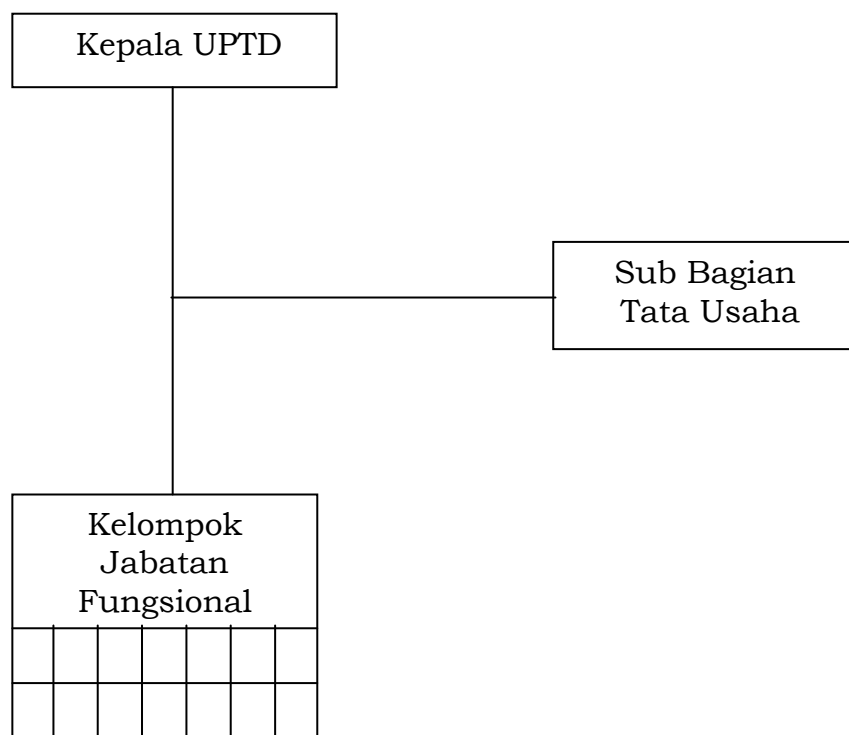 Kepala UPTD
Sub Bagian
Tata Usaha
Kelompok
Jabatan
Fungsional